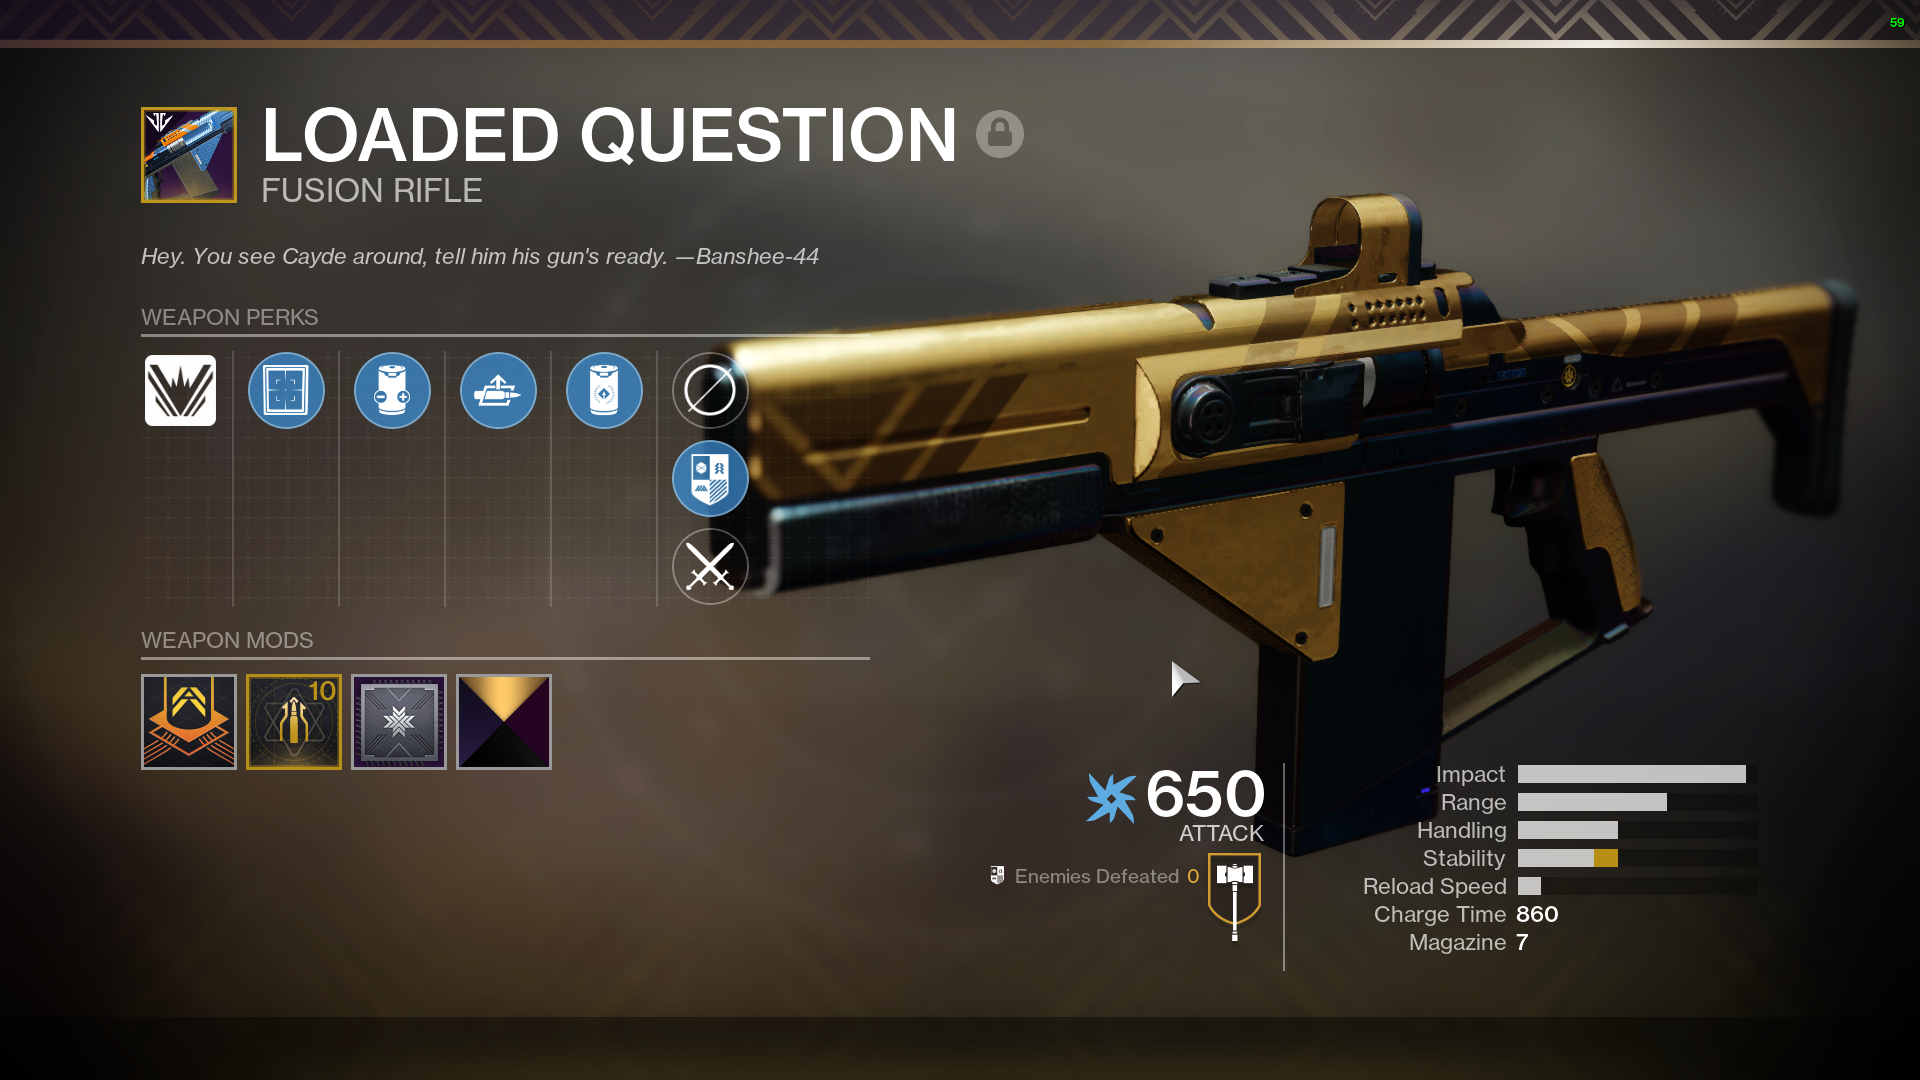 59
LOADED QUESTION
FUSION RIFLE
Hey. You see Cayde around, tell him his gun's ready. —Banshee-44
WEAPON PERKS
WEAPON MODS
10
650
ATTACK
Enemies Defeated 0
Impact
Range
Handling
Stability
Reload Speed
Charge Time 860
Magazine 7